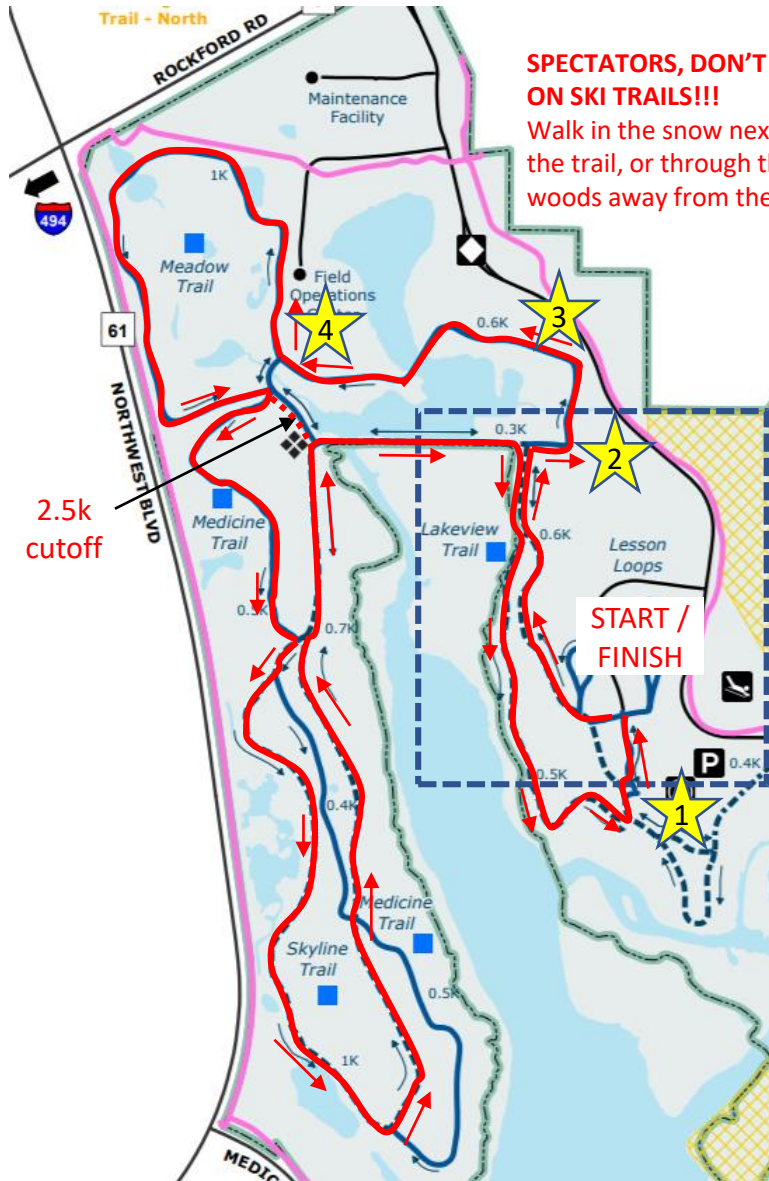 Trail - North
ROCKFORD RD
SPECTATORS, DON'T
ON SKI TRAILS!!!
Walk in the snow nex
the trail, or through th
woods away from the
Maintenance
Facility
494
1K
Meadow
Trail
Field
Operations
61
4
3
0.6K
NORTHWEST BLVD
0.3K
2
2.5k
cutoff
Medicine
Trail
Lakeview
Trail
0.6K
Lesson
Loops
START /
FINISH
0.7K
P
0.4K
0.5K
1
0.4K
Medicine
Trail
Skyline
Trail
0.5K
1K
MEDIC